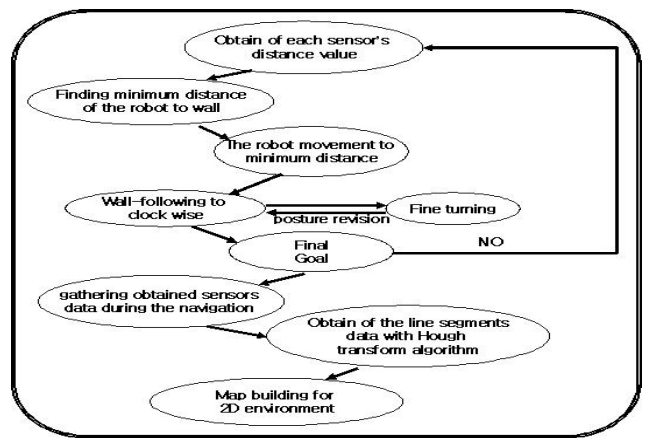 Obtain of each sensor's
distance value
Finding minimum distance
of the robot to wall
The robot movement to
minimum distance
Wall-following to
clock wise
posture revision
Fine turning
Final
Goal
NO
gathering obtained sensors
data during the navigation
Obtain of the line segments
data with Hough
transform algorithm
Map building for
2D environment